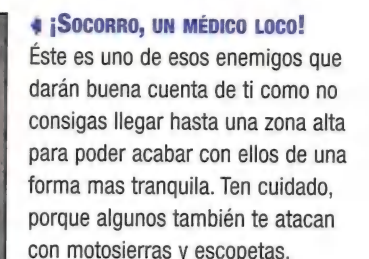 ¡SOCORRO, UN MÉDICO LOCO!
Éste es uno de esos enemigos que
darán buena cuenta de ti como no
consigas llegar hasta una zona alta
para poder acabar con ellos de una
forma mas tranquila. Ten cuidado,
porque algunos también te atacan
con motosierras y escopetas.